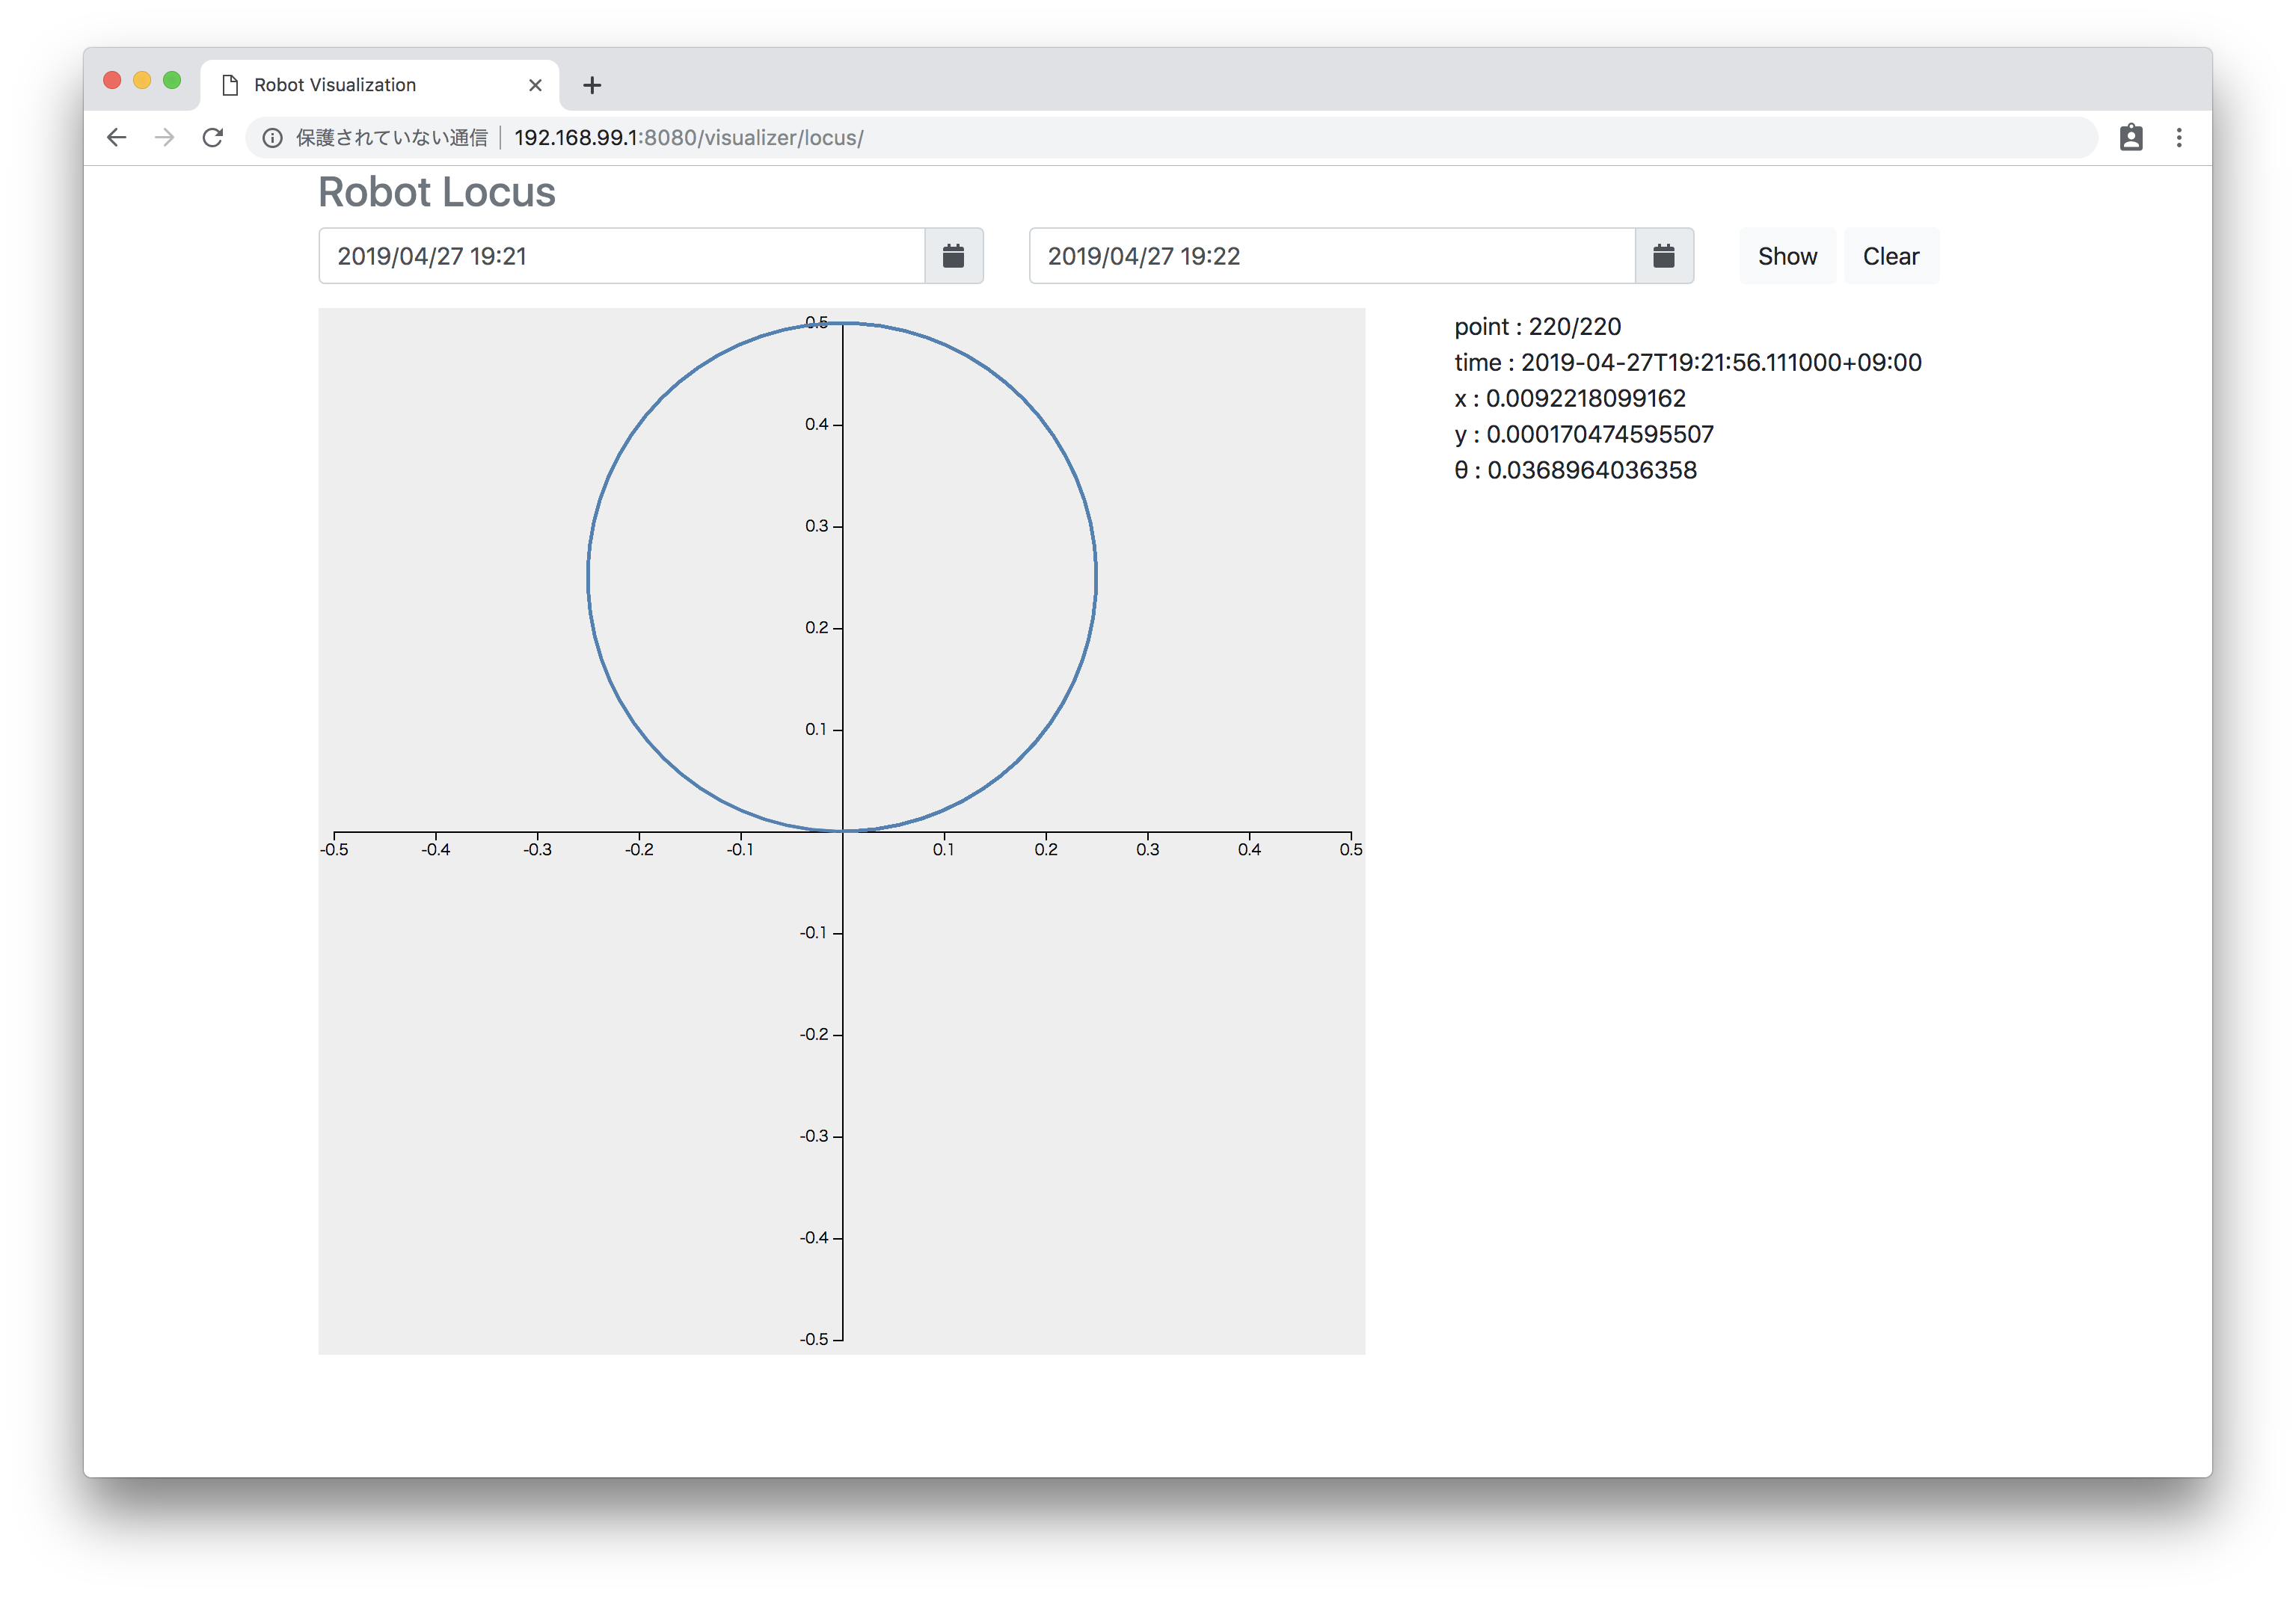 Robot Visualization
保護されていない通信 192.168.99.1:8080/visualizer/locus/
Robot Locus
2019/04/27 19:21 2019/04/27 19:22 Show Clear
point : 220/220
time : 2019-04-27T19:21:56.111000+09:00
x : 0.0092218099162
y : 0.000170474595507
θ : 0.0368964036358
0.5
0.4
0.3
0.2
0.1
-0.5 -0.4 -0.3 -0.2 -0.1 0.1 0.2 0.3 0.4 0.5
-0.1
-0.2
-0.3
-0.4
-0.5